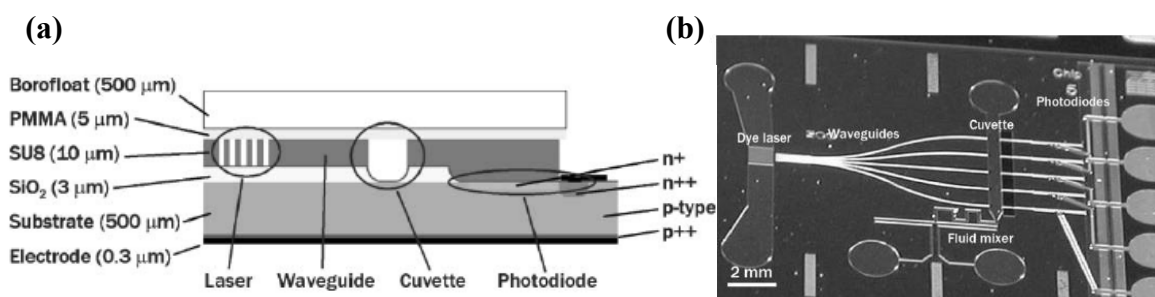 (a)
Borofloat (500 μm)
PMMA (5 μm)
SU8 (10 μm)
SiO₂ (3 μm)
Substrate (500 μm)
Electrode (0.3 μm)
Laser
Waveguide
Cuvette
Photodiode
n+
n++
p-type
p++
(b)
Chip
5
Photodiodes
Cuvette
Dye laser
Waveguides
Fluid mixer
2 mm